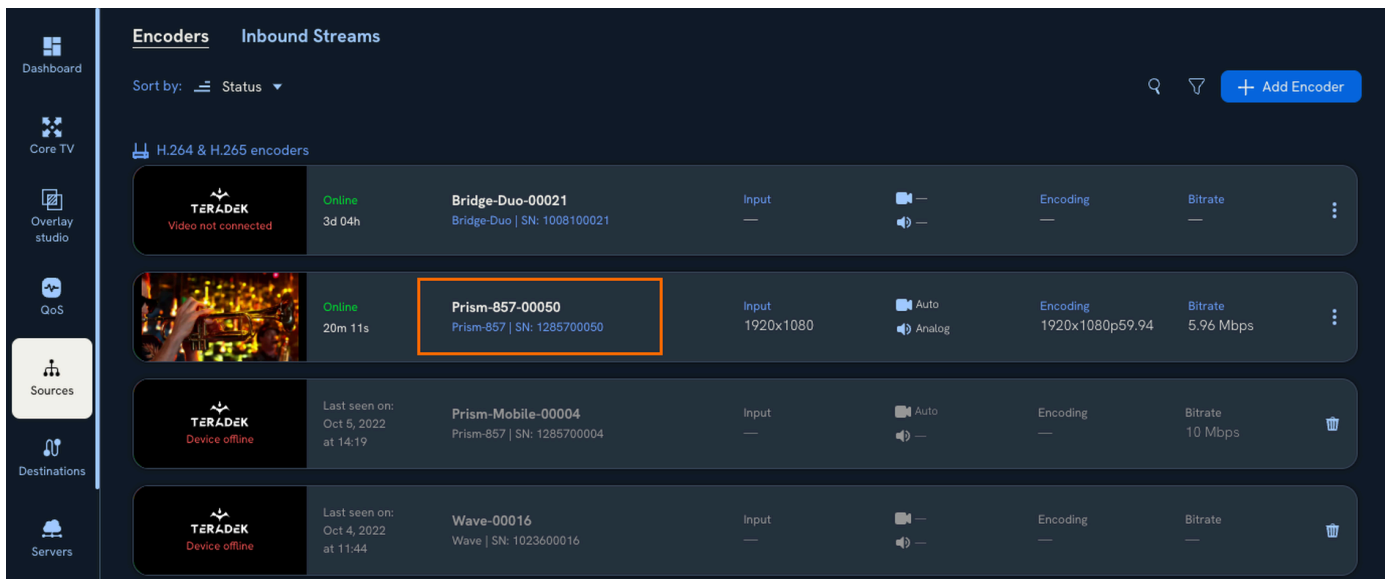 Dashboard
Core TV
Overlay
studio
QoS
Sources
Destinations
Servers
Encoders Inbound Streams
Sort by: Status
Add Encoder
H.264 & H.265 encoders
TERADEK
Video not connected
Online
3d 04h
Bridge-Duo-00021
Bridge-Duo | SN: 1008100021
Input
—
—
—
Encoding
—
Bitrate
—
Online
20m 11s
Prism-857-00050
Prism-857 | SN: 1285700050
Input
1920x1080
Auto
Analog
Encoding
1920x1080p59.94
Bitrate
5.96 Mbps
TERADEK
Device offline
Last seen on:
Oct 5, 2022
at 14:19
Prism-Mobile-00004
Prism-857 | SN: 1285700004
Input
—
Auto
—
Encoding
—
Bitrate
10 Mbps
TERADEK
Device offline
Last seen on:
Oct 4, 2022
at 11:44
Wave-00016
Wave | SN: 1023600016
Input
—
—
—
Encoding
—
Bitrate
—